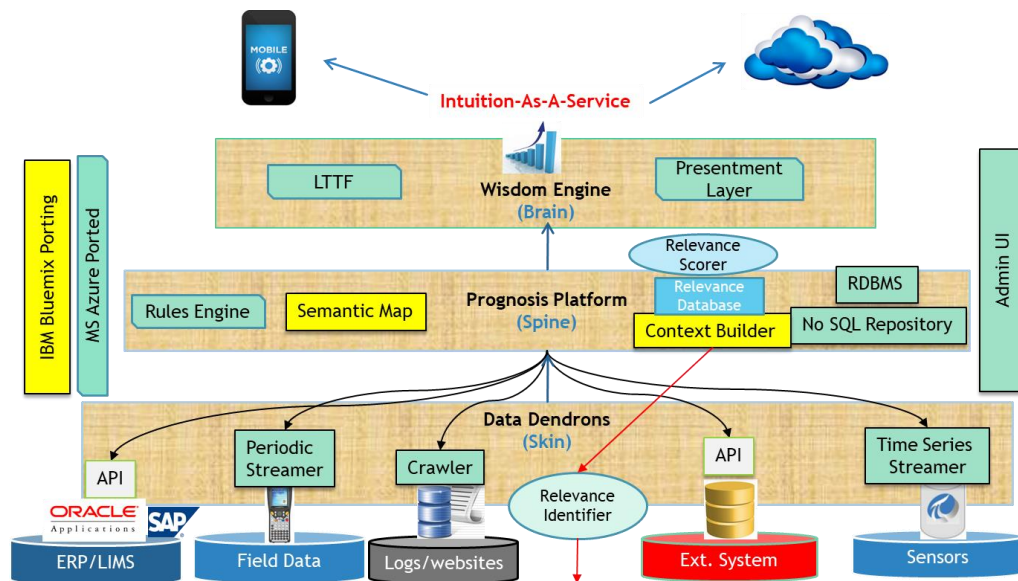 MOBILE
Intuition-As-A-Service
LTTF
Presentment
Layer
Wisdom Engine
(Brain)
IBM Bluemix Porting
MS Azure Ported
Admin UI
Relevance
Scorer
Relevance
Database
RDBMS
Rules Engine
Semantic Map
Prognosis Platform
(Spine)
Context Builder
No SQL Repository
Data Dendrons
(Skin)
API
Periodic
Streamer
Crawler
Relevance
Identifier
API
Time Series
Streamer
ORACLE
Applications
SAP
ERP/LIMS
Field Data
Logs/websites
Ext. System
Sensors